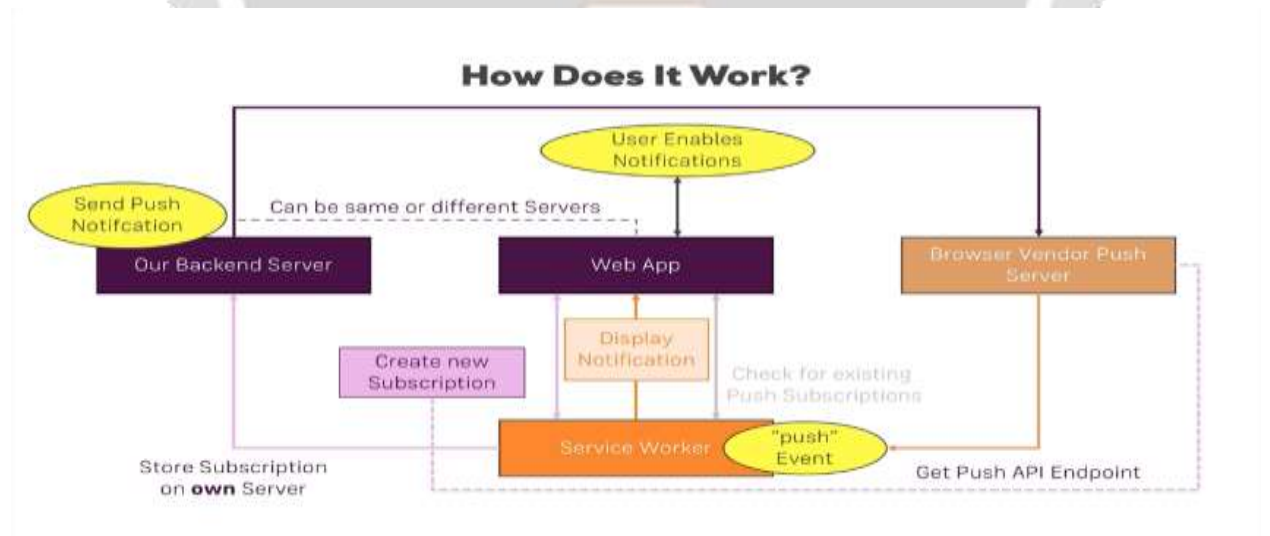 How Does It Work?
User Enables
Notifications
Send Push
Notifcation
Can be same or different Servers
Our Backend Server
Web App
Browser Vendor Push
Server
Display
Notification
Create new
Subscription
Check for existing
Push Subscriptions
Service Worker
"push"
Event
Store Subscription
on own Server
Get Push API Endpoint